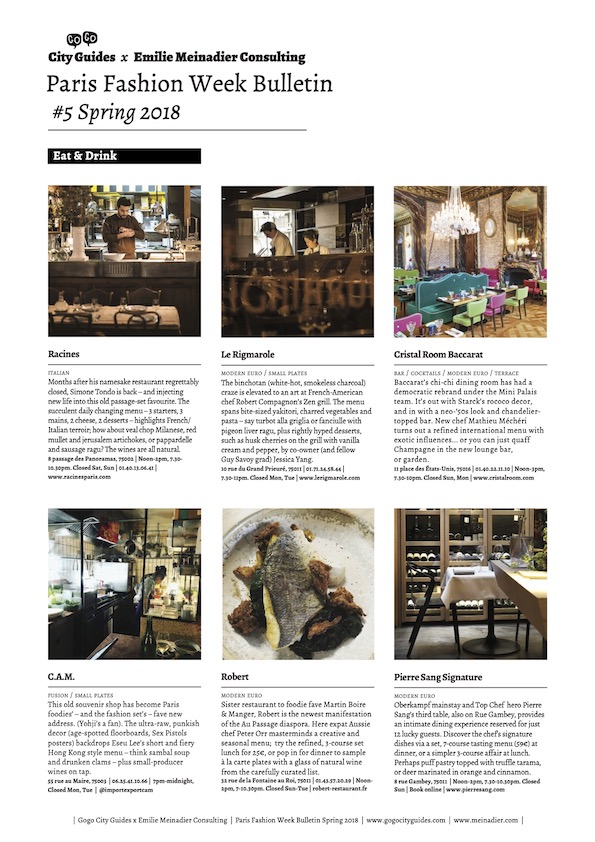 GO GO
City Guides x Emilie Meinadier Consulting
Paris Fashion Week Bulletin
#5 Spring 2018
Eat & Drink
Racines
ITALIAN
Months after his namesake restaurant regrettably
closed, Simone Tondo is back – and injecting
new life into this old passage-set favourite. The
succulent daily changing menu – 3 starters, 3
mains, 2 cheese, 2 desserts – highlights French/
Italian terroir; how about veal chop Milanese, red
mullet and jerusalem artichokes, or pappardelle
and sausage ragu? The wines are all natural.
8 passage des Panoramas, 75002 | Noon-2pm, 7.30-
10.30pm. Closed Sat, Sun | 01.40.13.06.41 |
www.racinesparis.com
Le Rigmarole
MODERN EURO / SMALL PLATES
The binchotan (white-hot, smokeless charcoal)
craze is elevated to an art at French-American
chef Robert Compagnon's Zen grill. The menu
spans bite-sized yakitori, charred vegetables and
pasta – say turbot alla griglia or fanciulle with
pigeon liver ragu, plus rightly hyped desserts,
such as husk cherries on the grill with vanilla
cream and pepper, by co-owner (and fellow
Guy Savoy grad) Jessica Yang.
10 rue du Grand Prieuré, 75011 | 01.71.24.58.44 |
7.30-11pm. Closed Mon, Tue | www.lerigmarole.com
Cristal Room Baccarat
BAR / COCKTAILS / MODERN EURO / TERRACE
Baccarat's chi-chi dining room has had a
democratic rebrand under the Mini Palais
team. It's out with Starck's rococo decor,
and in with a neo-'50s look and chandelier-
topped bar. New chef Mathieu Méchéri
turns out a refined international menu with
exotic influences... or you can just quaff
Champagne in the new lounge bar,
or garden.
11 place des États-Unis, 75016 | 01.40.22.11.10 | Noon-3pm,
7.30-10.30pm. Closed Sun, Mon | www.cristalroom.com
C.A.M.
FUSION / SMALL PLATES
This old souvenir shop has become Paris
foodies' – and the fashion set's – fave new
address. (Yohji's a fan). The ultra-raw, punkish
decor (age-spotted floorboards, Sex Pistols
posters) backdrops Eseu Lee's short and fiery
Hong Kong style menu – think sambal soup
and drunken clams – plus small-producer
wines on tap.
55 rue au Maire, 75003 | 06.25.41.10.66 | 7pm-midnight,
Closed Mon, Tue | @importexportcam
Robert
MODERN EURO
Sister restaurant to foodie fave Martin Boire
& Manger, Robert is the newest manifestation
of the Au Passage diaspora. Here expat Aussie
chef Peter Orr masterminds a creative and
seasonal menu; try the refined, 3-course set
lunch for 25€, or pop in for dinner to sample
à la carte plates with a glass of natural wine
from the carefully curated list.
32 rue de la Fontaine au Roi, 75011 | 01.43.57.20.29 | Noon-
2pm, 7-10.30pm. Closed Sun-Tue | robert-restaurant.fr
Pierre Sang Signature
MODERN EURO
Oberkampf mainstay and Top Chef hero Pierre
Sang's third table, also on Rue Gambey, provides
an intimate dining experience reserved for just
12 lucky guests. Discover the chef's signature
dishes via a set, 7-course tasting menu (59€) at
dinner, or a simpler 3-course affair at lunch.
Perhaps puff pastry topped with truffle tarama,
or deer marinated in orange and cinnamon.
8 rue Gambey, 75011 | Noon-2pm, 7.30-10.30pm. Closed
Sun | Book online | www.pierresang.com
| Gogo City Guides x Emilie Meinadier Consulting | Paris Fashion Week Bulletin Spring 2018 | www.gogocityguides.com | www.meinadier.com |